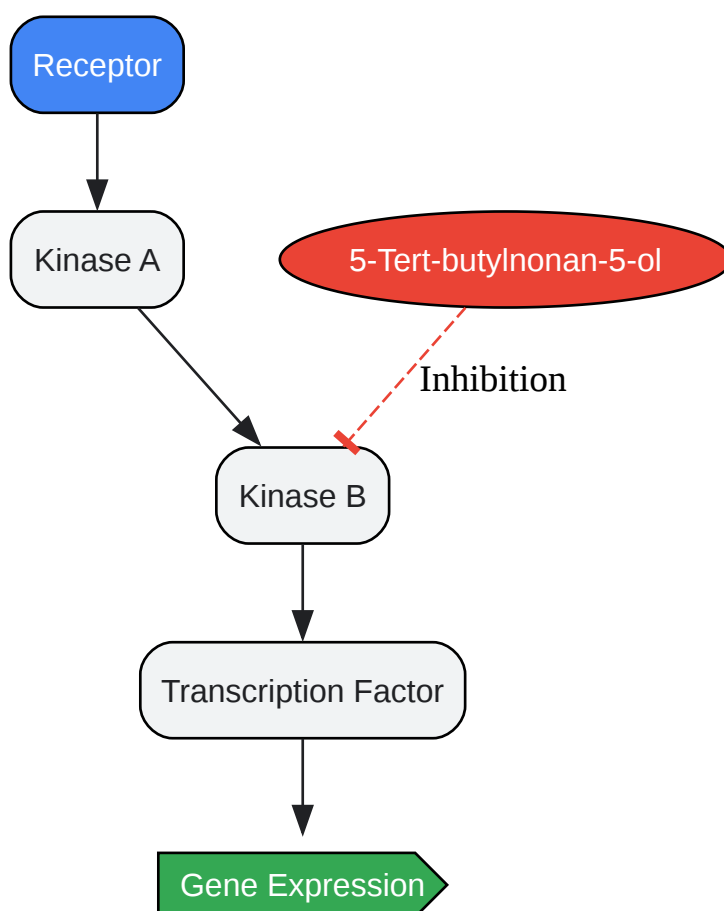 Receptor
Kinase A
5-Tert-butylnonan-5-ol
Inhibition
Kinase B
Transcription Factor
Gene Expression